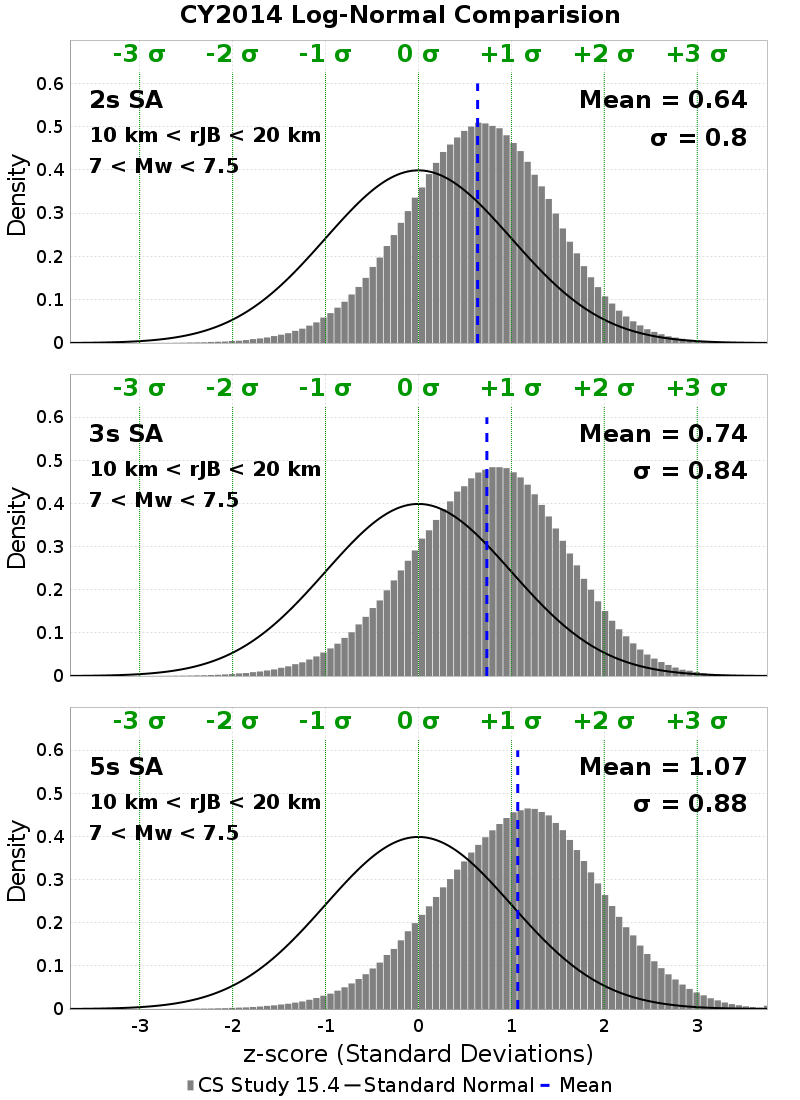 CY2014 Log-Normal Comparision
-3 σ -2 σ -1 σ 0 σ +1 σ +2 σ +3 σ
2s SA
10 km < rJB < 20 km
7 < Mw < 7.5
Mean = 0.64
σ = 0.8
Density
0.6
0.5
0.4
0.3
0.2
0.1
0
-3 σ -2 σ -1 σ 0 σ +1 σ +2 σ +3 σ
3s SA
10 km < rJB < 20 km
7 < Mw < 7.5
Mean = 0.74
σ = 0.84
Density
0.6
0.5
0.4
0.3
0.2
0.1
0
-3 σ -2 σ -1 σ 0 σ +1 σ +2 σ +3 σ
5s SA
10 km < rJB < 20 km
7 < Mw < 7.5
Mean = 1.07
σ = 0.88
Density
0.6
0.5
0.4
0.3
0.2
0.1
0
-3 -2 -1 0 1 2 3
z-score (Standard Deviations)
CS Study 15.4 Standard Normal Mean